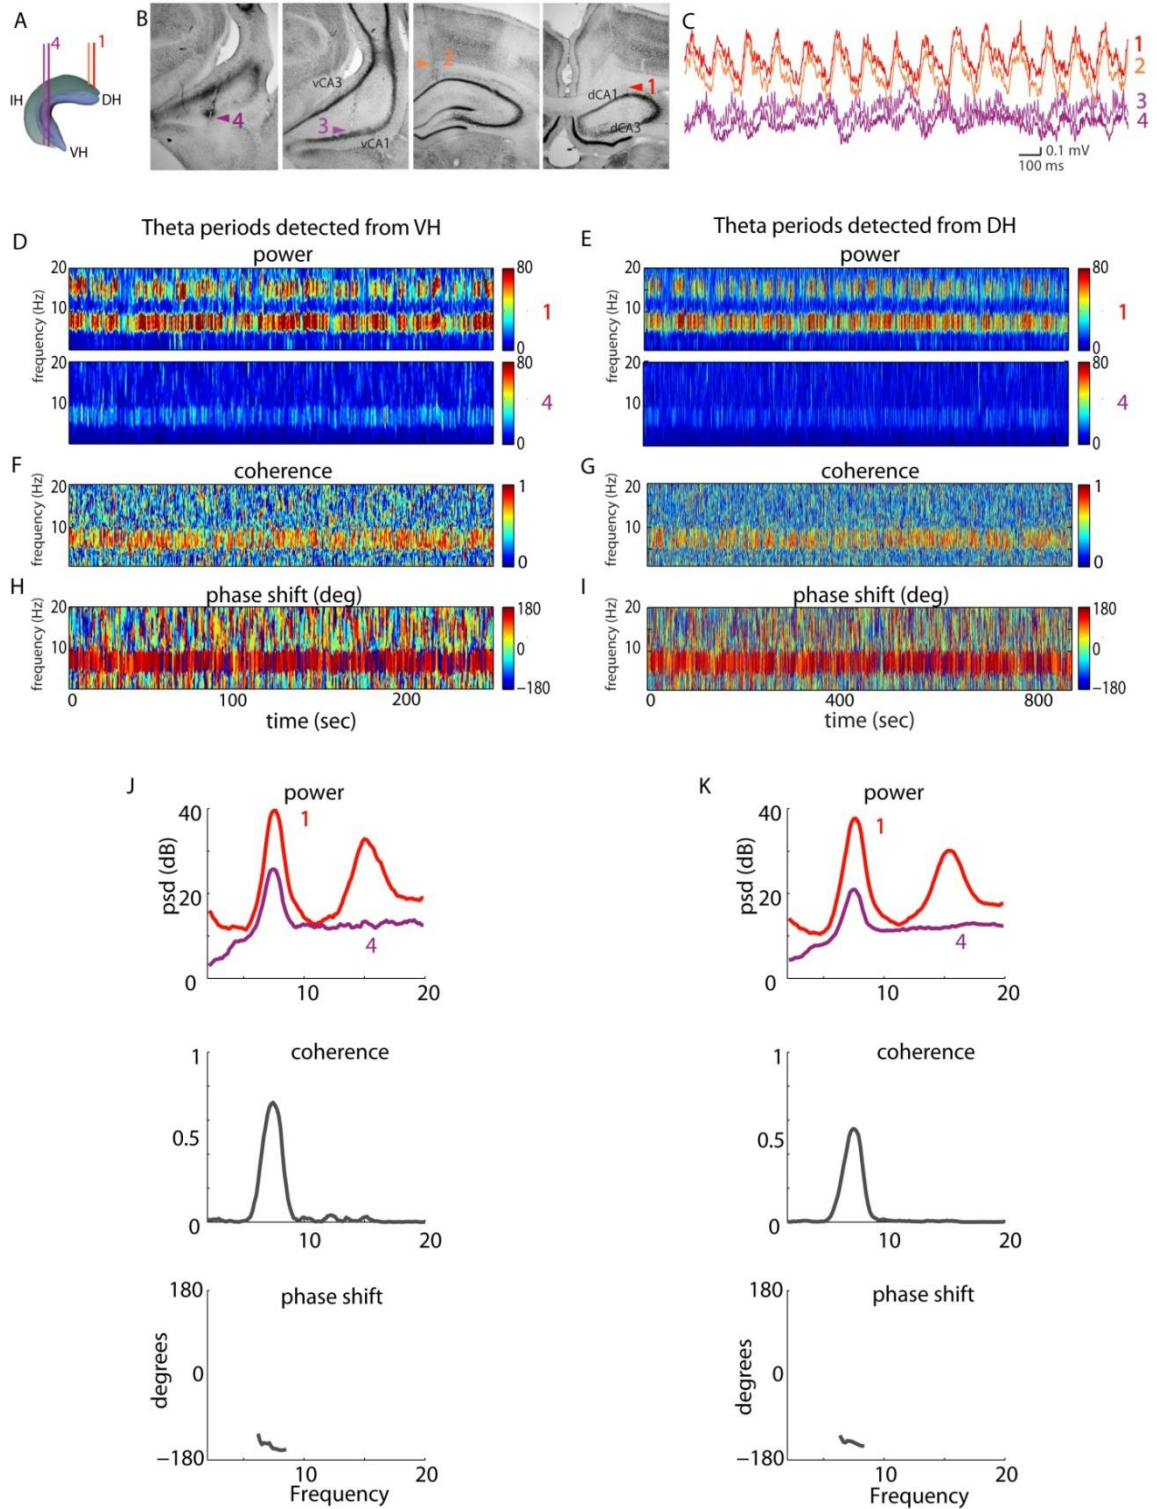 A
4
1
IH
DH
VH
B
4
vCA3
3
vCA1
2
dCA1
1
dCA3
C
1
2
3
4
0.1 mV
100 ms
Theta periods detected from VH
Theta periods detected from DH
D
power
20
10
frequency (Hz)
80
0
1
20
10
80
0
4
E
power
20
10
frequency (Hz)
80
0
1
20
10
80
0
4
F
coherence
20
10
frequency (Hz)
1
0
G
coherence
20
10
frequency (Hz)
1
0
H
phase shift (deg)
20
10
frequency (Hz)
180
0
−180
0
100
200
time (sec)
I
phase shift (deg)
20
10
frequency (Hz)
180
0
−180
0
400
800
time (sec)
J
power
40
20
0
psd (dB)
1
4
10
20
coherence
1
0.5
0
10
20
phase shift
180
0
−180
degrees
10
20
Frequency
K
power
40
20
0
psd (dB)
1
4
10
20
coherence
1
0.5
0
10
20
phase shift
180
0
−180
degrees
10
20
Frequency